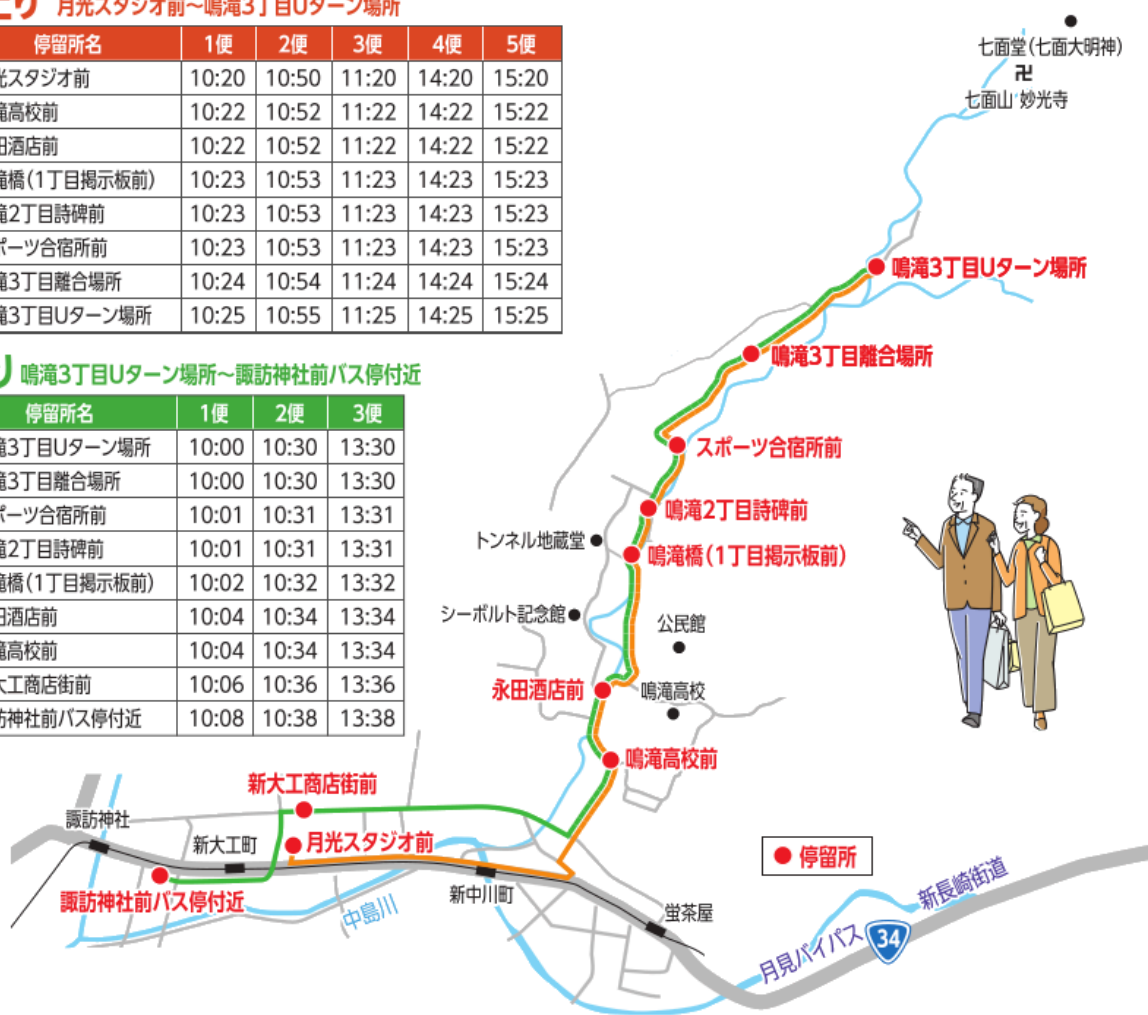 月光スタジオ前～鳴滝3丁目Uターン場所
停留所名 1便 2便 3便 4便 5便
光スタジオ前 10:20 10:50 11:20 14:20 15:20
滝高校前 10:22 10:52 11:22 14:22 15:22
田酒店前 10:22 10:52 11:22 14:22 15:22
滝橋(1丁目掲示板前) 10:23 10:53 11:23 14:23 15:23
滝2丁目詩碑前 10:23 10:53 11:23 14:23 15:23
ポーツ合宿所前 10:23 10:53 11:23 14:23 15:23
滝3丁目離合場所 10:24 10:54 11:24 14:24 15:24
滝3丁目Uターン場所 10:25 10:55 11:25 14:25 15:25
り 鳴滝3丁目Uターン場所～諏訪神社前バス停付近
停留所名 1便 2便 3便
滝3丁目Uターン場所 10:00 10:30 13:30
滝3丁目離合場所 10:00 10:30 13:30
ポーツ合宿所前 10:01 10:31 13:31
滝2丁目詩碑前 10:01 10:31 13:31
滝橋(1丁目掲示板前) 10:02 10:32 13:32
田酒店前 10:04 10:34 13:34
滝高校前 10:04 10:34 13:34
大工商店街前 10:06 10:36 13:36
訪神社前バス停付近 10:08 10:38 13:38
七面堂(七面大明神)
卍
七面山 妙光寺
鳴滝3丁目Uターン場所
鳴滝3丁目離合場所
スポーツ合宿所前
鳴滝2丁目詩碑前
トンネル地蔵堂
鳴滝橋(1丁目掲示板前)
シーボルト記念館
公民館
永田酒店前
鳴滝高校
鳴滝高校前
新大工商店街前
諏訪神社
新大工町
月光スタジオ前
停留所
諏訪神社前バス停付近
中島川
新中川町
蛍茶屋
新長崎街道
34
月見バイパス